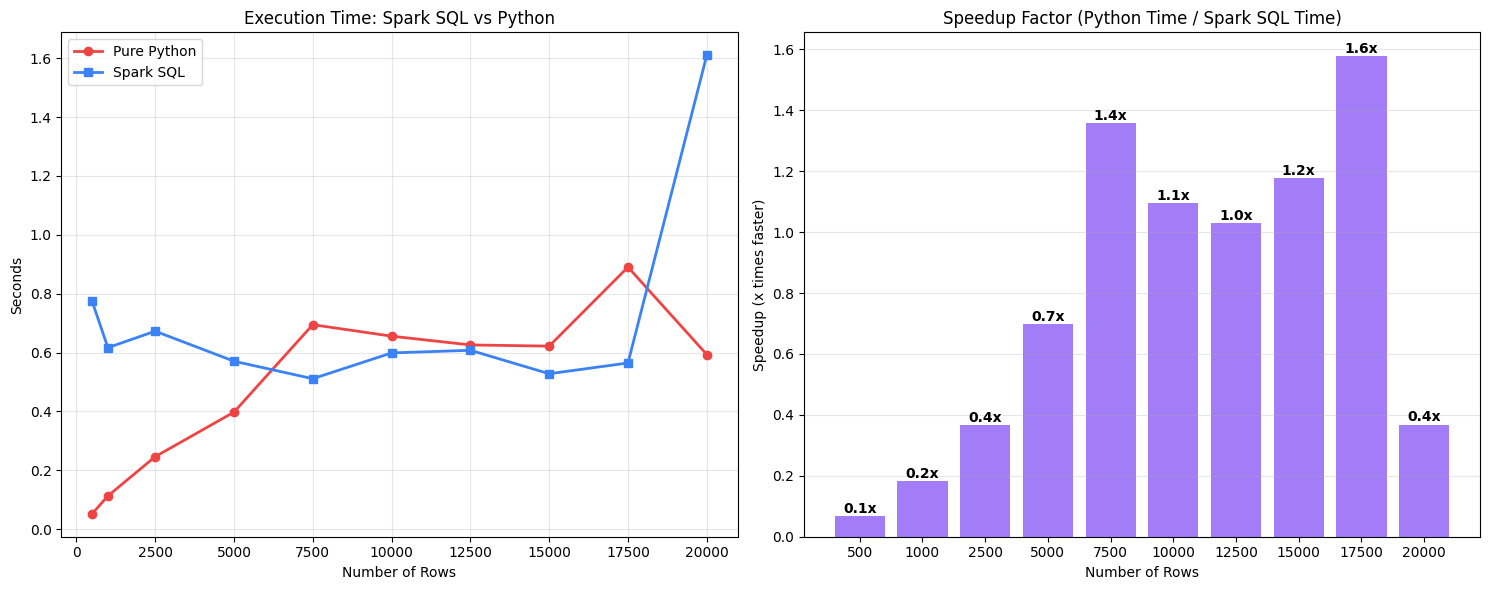 Execution Time: Spark SQL vs Python
Pure Python
Spark SQL
Seconds
1.6
1.4
1.2
1.0
0.8
0.6
0.4
0.2
0.0
0 2500 5000 7500 10000 12500 15000 17500 20000
Number of Rows
Speedup Factor (Python Time / Spark SQL Time)
Speedup (x times faster)
1.6
1.4
1.2
1.0
0.8
0.6
0.4
0.2
0.0
0.1x
0.2x
0.4x
0.7x
1.4x
1.1x
1.0x
1.2x
1.6x
0.4x
500 1000 2500 5000 7500 10000 12500 15000 17500 20000
Number of Rows